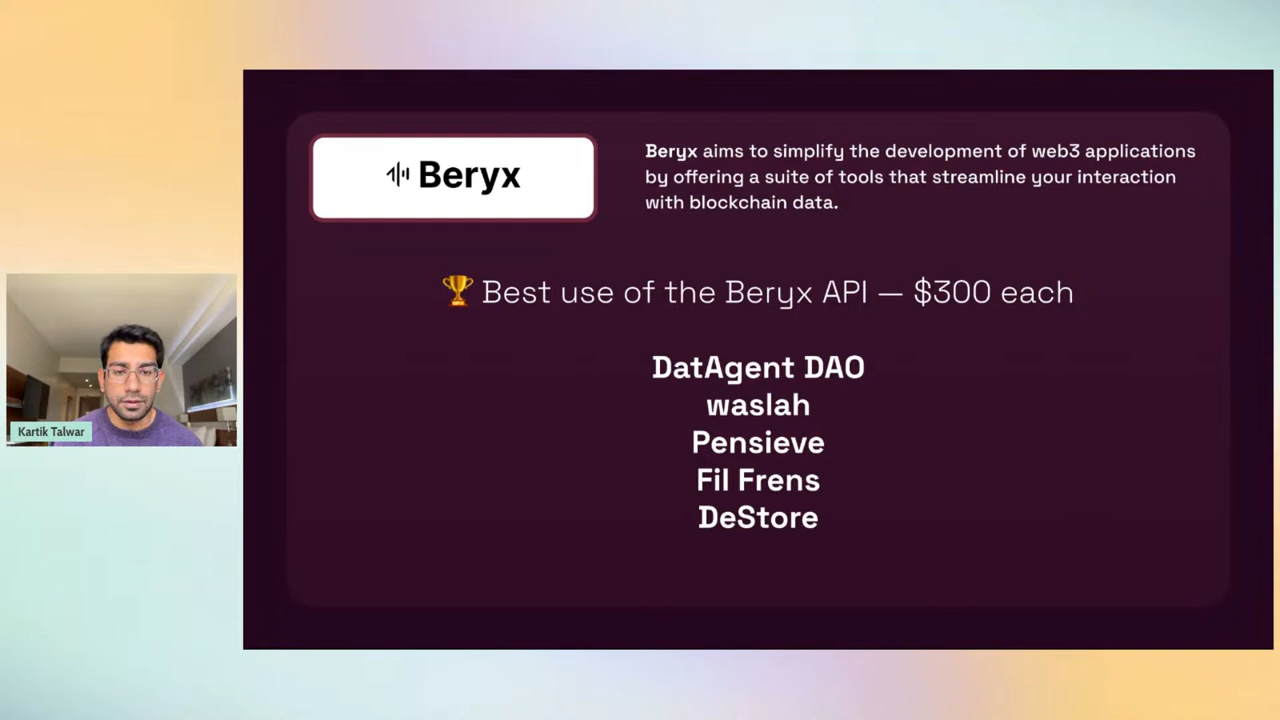 Beryx
Beryx aims to simplify the development of web3 applications
by offering a suite of tools that streamline your interaction
with blockchain data.
🏆 Best use of the Beryx API — $300 each
DatAgent DAO
waslah
Pensieve
Fil Frens
DeStore
Kartik Talwar